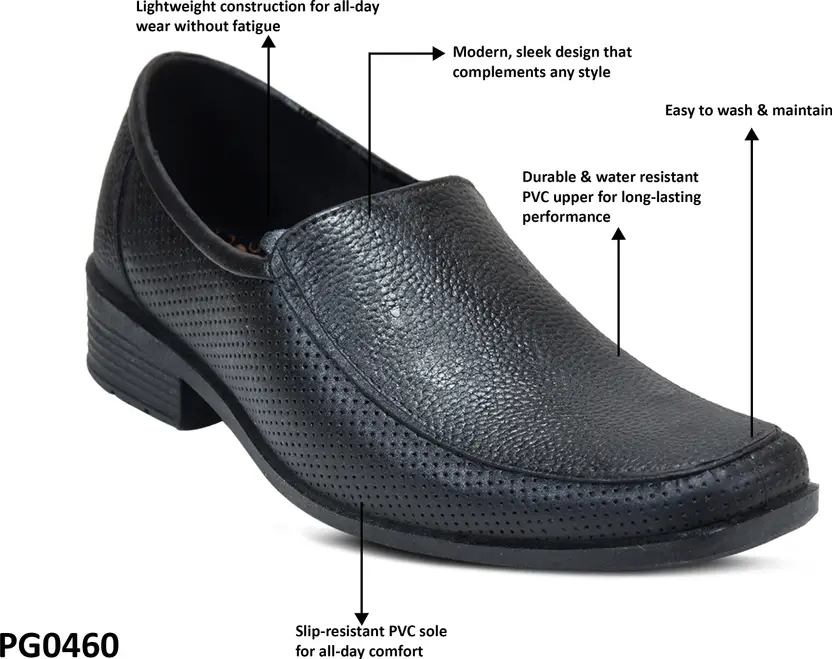 Lightweight construction for all-day
wear without fatigue
Modern, sleek design that
complements any style
Easy to wash & maintain
Durable & water resistant
PVC upper for long-lasting
performance
Slip-resistant PVC sole
for all-day comfort
PG0460